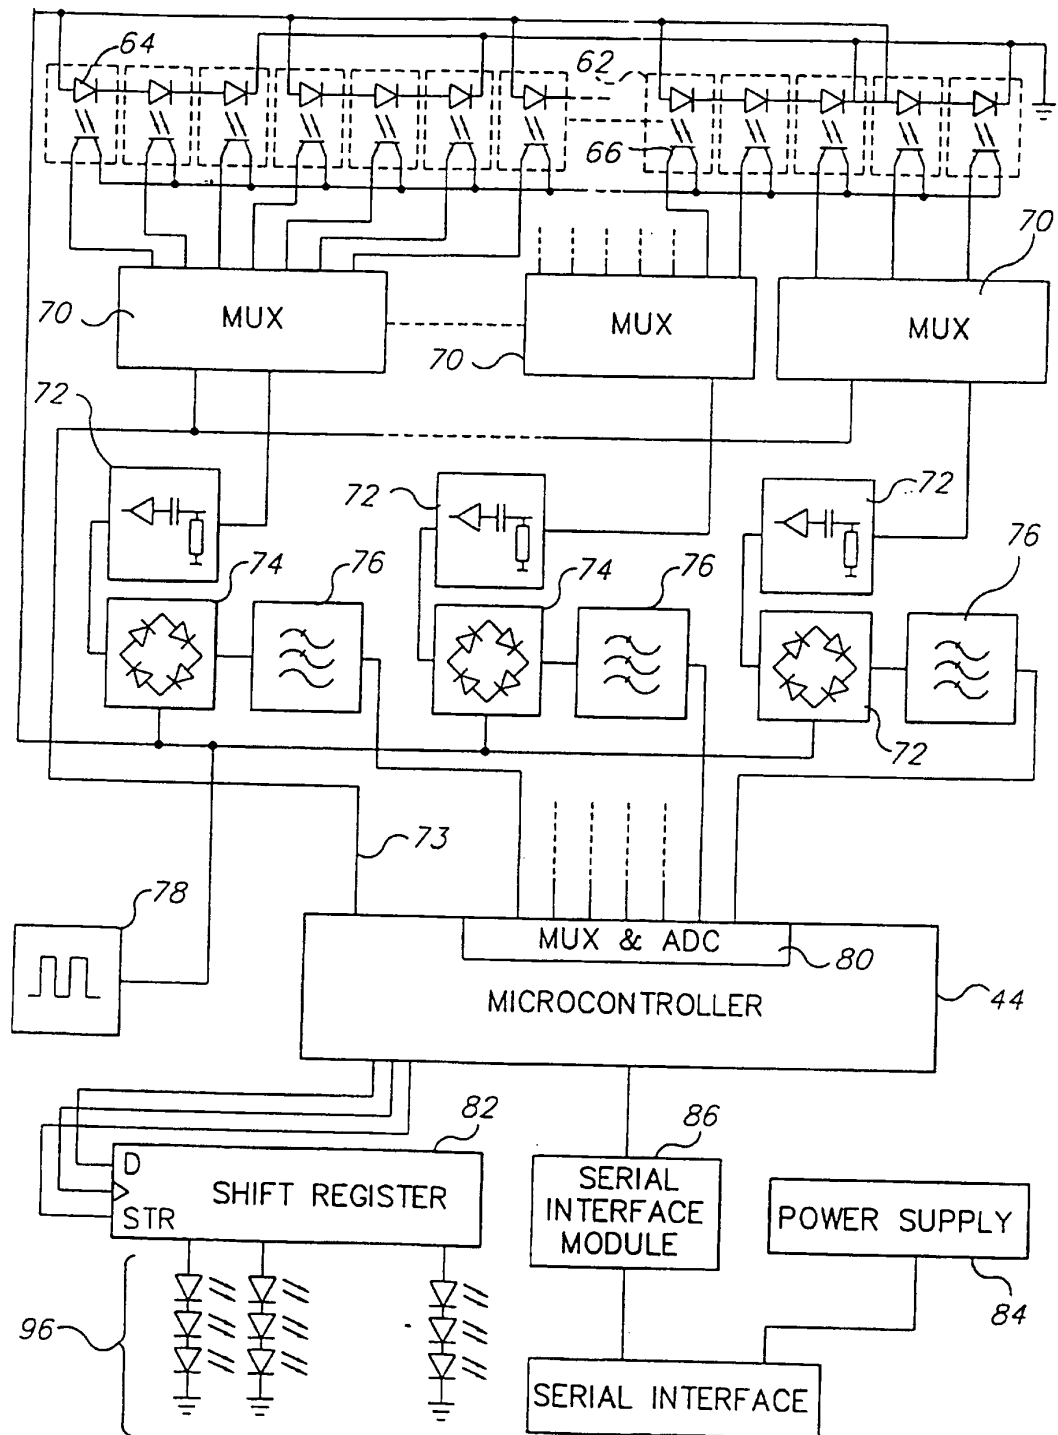 64
62
66
70
MUX
70
MUX
70
MUX
72
72
72
74
76
74
76
76
72
73
78
MUX & ADC
80
MICROCONTROLLER
44
82
D
SHIFT REGISTER
STR
86
SERIAL
INTERFACE
MODULE
POWER SUPPLY
84
96
SERIAL INTERFACE